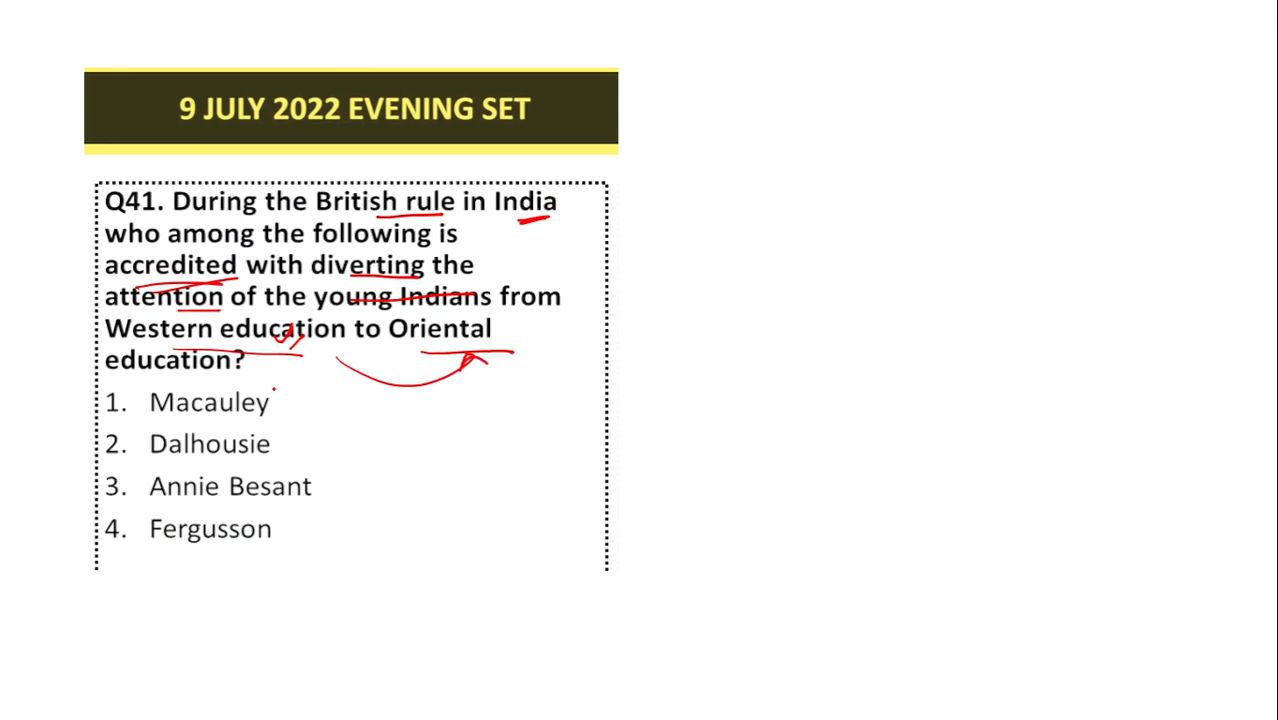 9 JULY 2022 EVENING SET
Q41. During the British rule in India
who among the following is
accredited with diverting the
attention of the young Indians from
Western education to Oriental
education?
1. Macauley
2. Dalhousie
3. Annie Besant
4. Fergusson